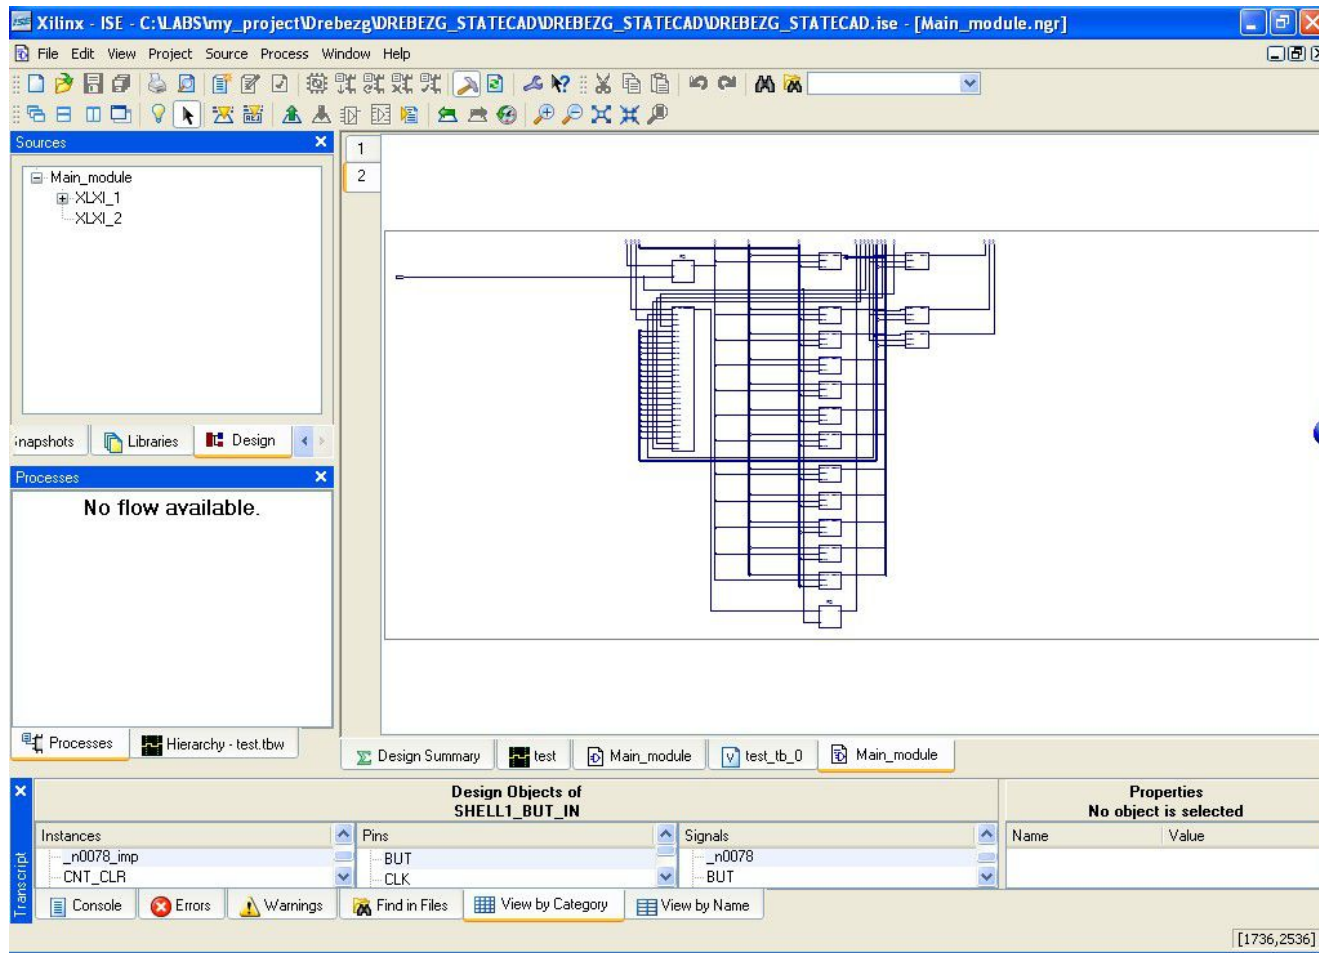 Xilinx - ISE - C:\LABS\my_project\Drebezg\DREBEZG_STATECAD\DREBEZG_STATECAD\DREBEZG_STATECAD.ise - [Main_module.ngr]
File Edit View Project Source Process Window Help
Sources
Main_module
XLXI_1
XLXI_2
1
2
Snapshots Libraries Design
Processes
No flow available.
Processes Hierarchy - test.tbw
Design Summary test Main_module test_tb_0 Main_module
Design Objects of
SHELL1_BUT_IN
Properties
No object is selected
Instances Pins Signals Name Value
_n0078_imp BUT _n0078
CNT_CLR CLK BUT
Transcript
Console Errors Warnings Find in Files View by Category View by Name
[1736,2536]